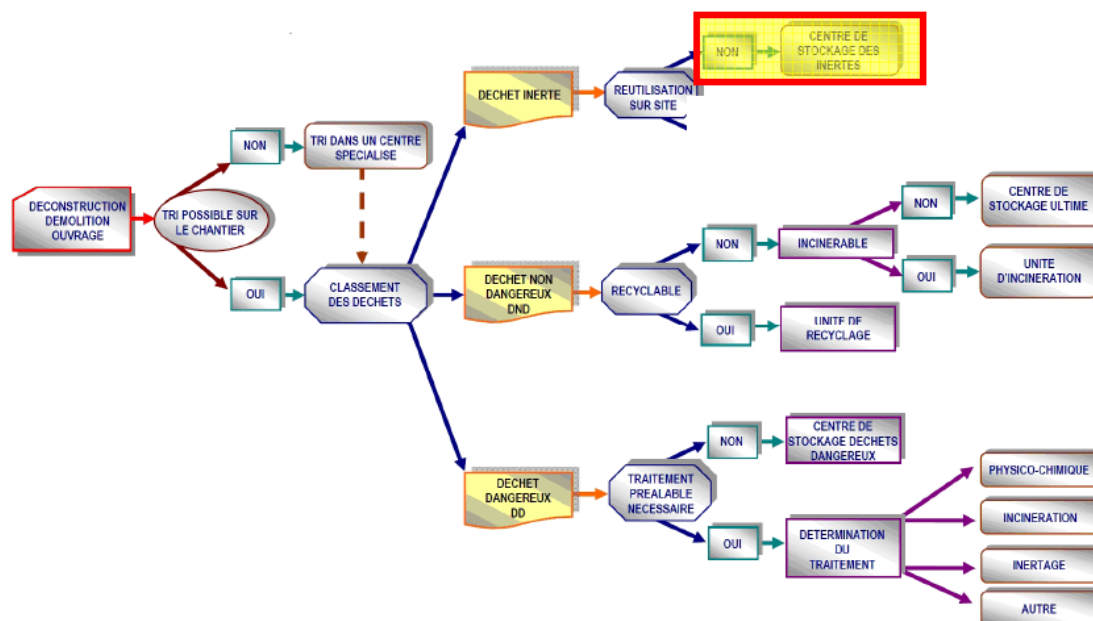 NON
CENTRE DE
STOCKAGE DES
INERTES
DECHET INERTE
REUTILISATION
SUR SITE
NON
TRI DANS UN CENTRE
SPECIALISE
DECONSTRUCTION
DEMOLITION
OUVRAGE
TRI POSSIBLE SUR
LE CHANTIER
OUI
CLASSEMENT
DES DECHETS
DECHET NON
DANGEREUX
DND
RECYCLABLE
NON
INCINERABLE
NON
CENTRE DE
STOCKAGE ULTIME
OUI
UNITE
D'INCINERATION
OUI
UNITE DE
RECYCLAGE
DECHET
DANGEREUX
DD
TRAITEMENT
PREALABLE
NECESSAIRE
NON
CENTRE DE
STOCKAGE DECHETS
DANGEREUX
OUI
DETERMINATION
DU
TRAITEMENT
PHYSICO-CHIMIQUE
INCINERATION
INERTAGE
AUTRE